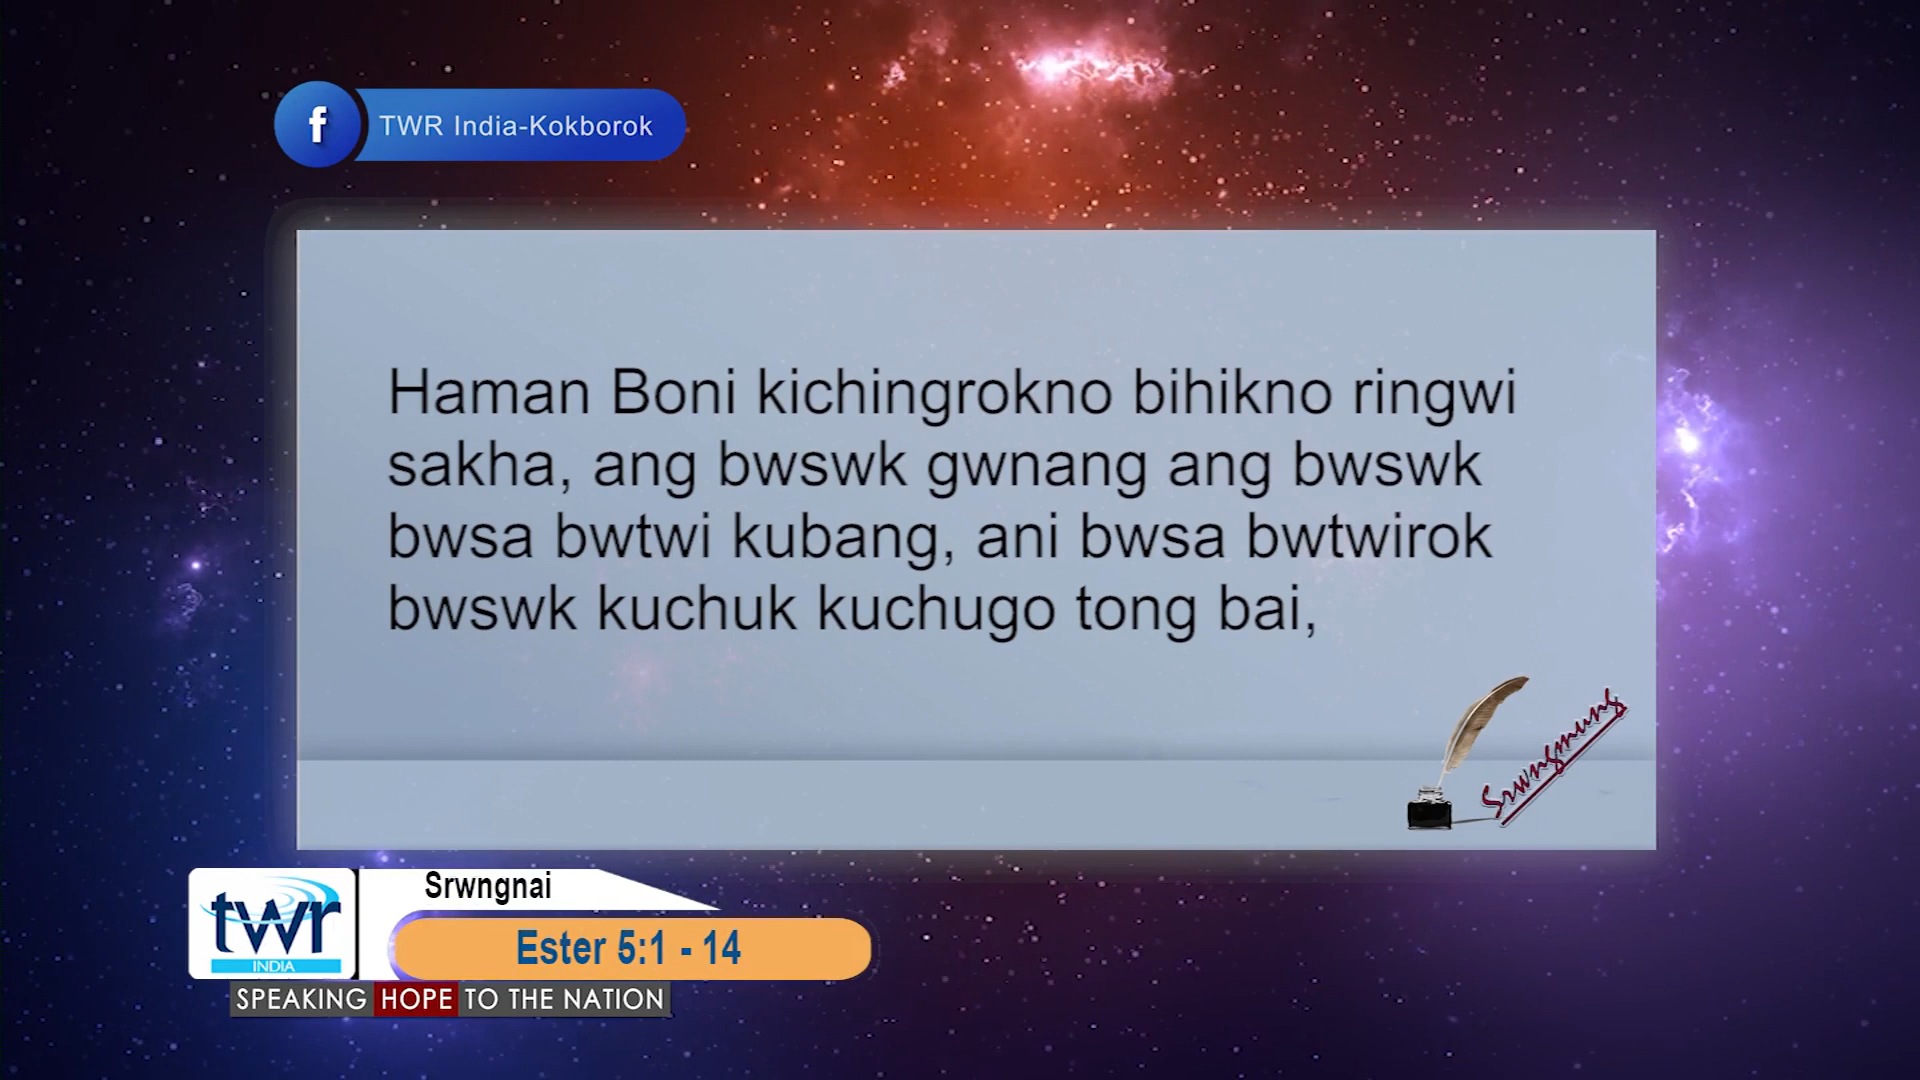 f
TWR India-Kokborok
Haman Boni kichingrokno bihikno ringwi
sakha, ang bwswk gwnang ang bwswk
bwsa bwtwi kubang, ani bwsa bwtwirok
bwswk kuchuk kuchugo tong bai,
Srwngmung
twr
INDIA
Srwngnai
Ester 5:1 - 14
SPEAKING HOPE TO THE NATION